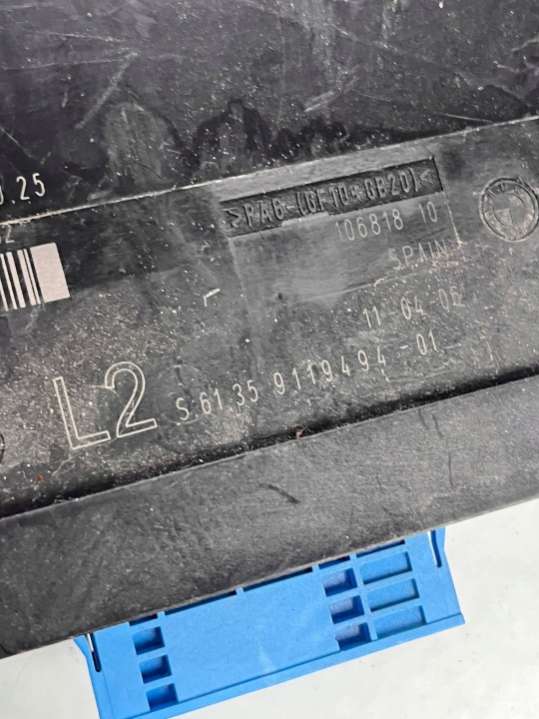 .25
>PA6-(GF10+GB20)<
106818 10
SPAIN
11-04-06
L2
S 61.35 9119494-01